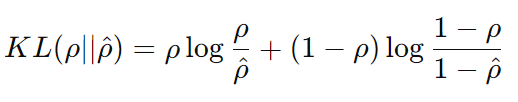 KL(ρ||ρ̂) = ρ log ρ/ρ̂ + (1 − ρ) log (1 − ρ)/(1 − ρ̂)